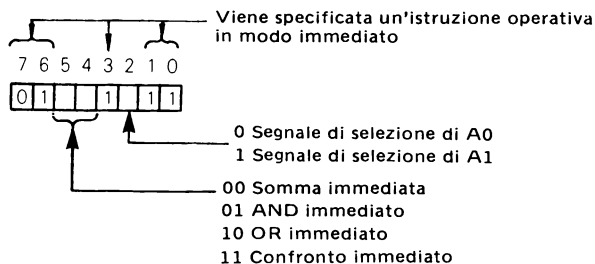 Viene specificata un'istruzione operativa
in modo immediato
7 6 5 4 3 2 1 0
0 1 1 1 1
0 Segnale di selezione di A0
1 Segnale di selezione di A1
00 Somma immediata
01 AND immediato
10 OR immediato
11 Confronto immediato